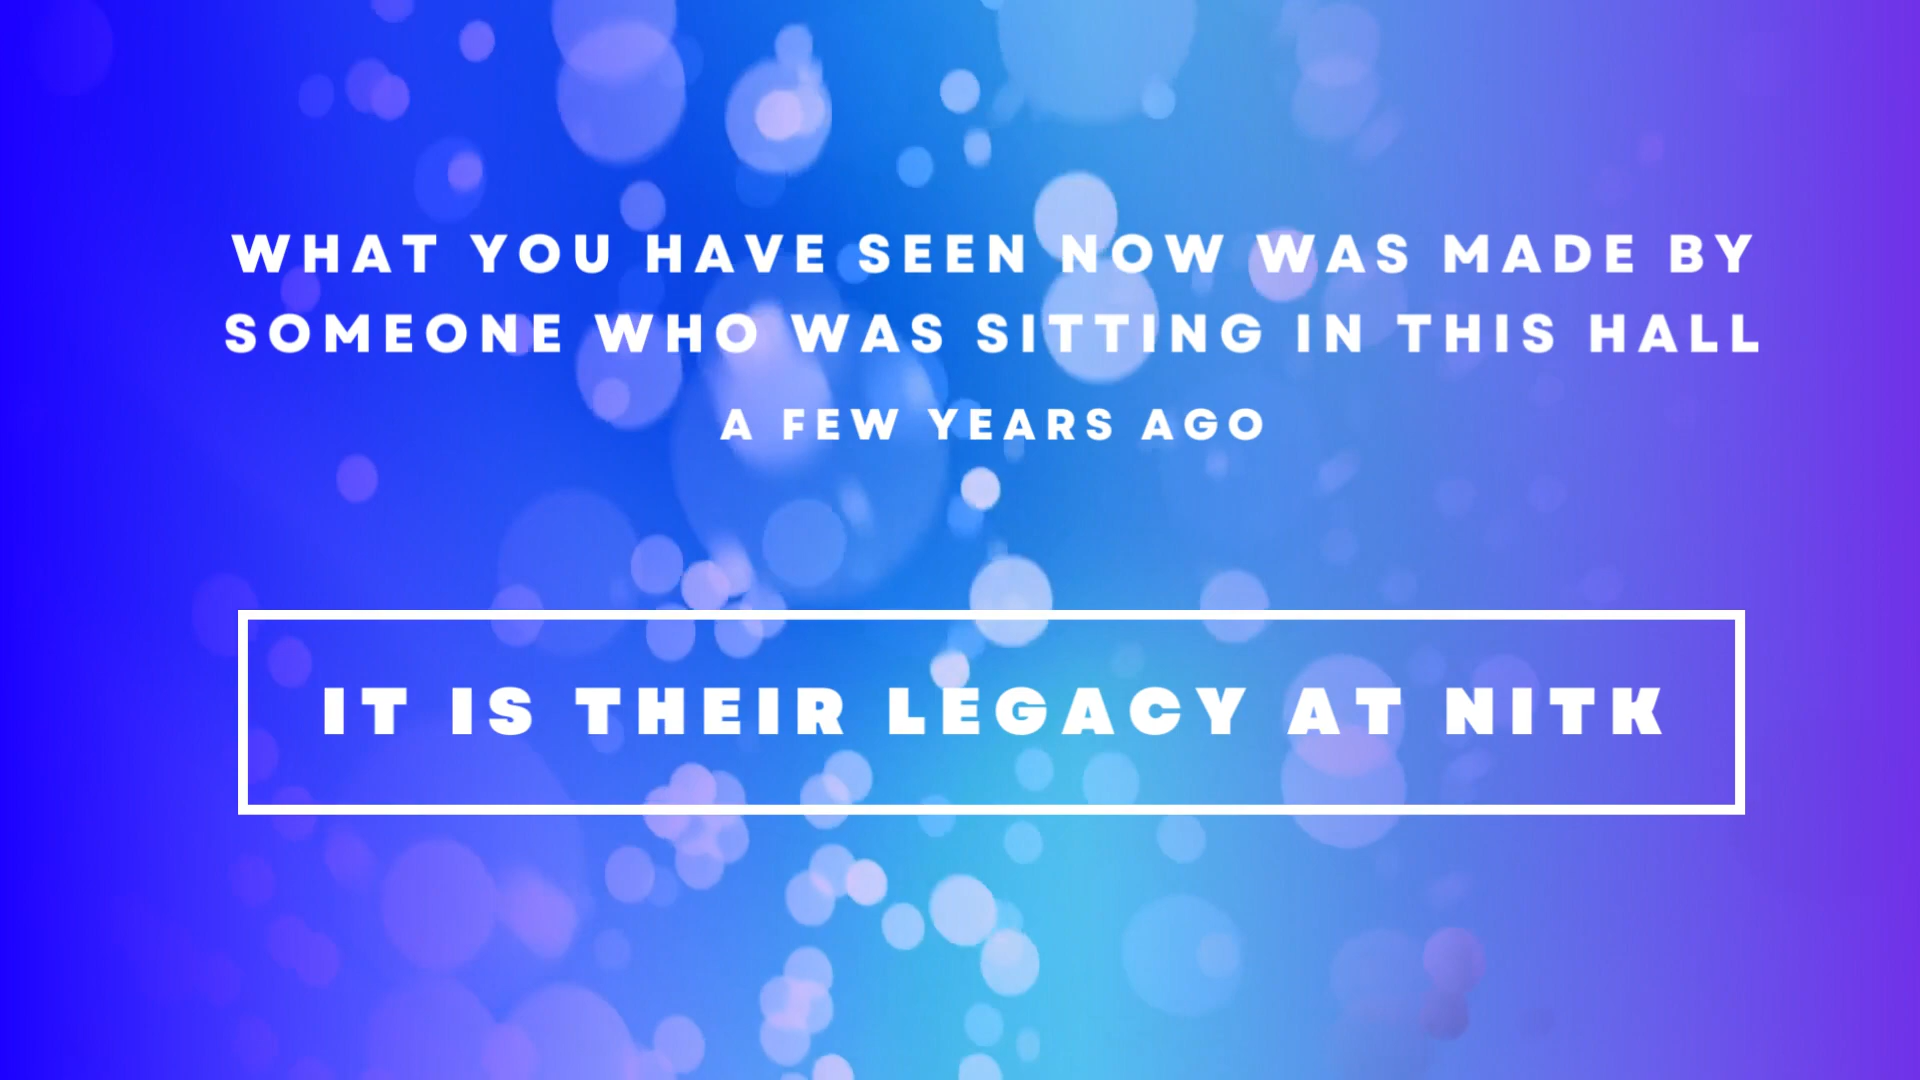 WHAT YOU HAVE SEEN NOW WAS MADE BY
SOMEONE WHO WAS SITTING IN THIS HALL
A FEW YEARS AGO
IT IS THEIR LEGACY AT NITK